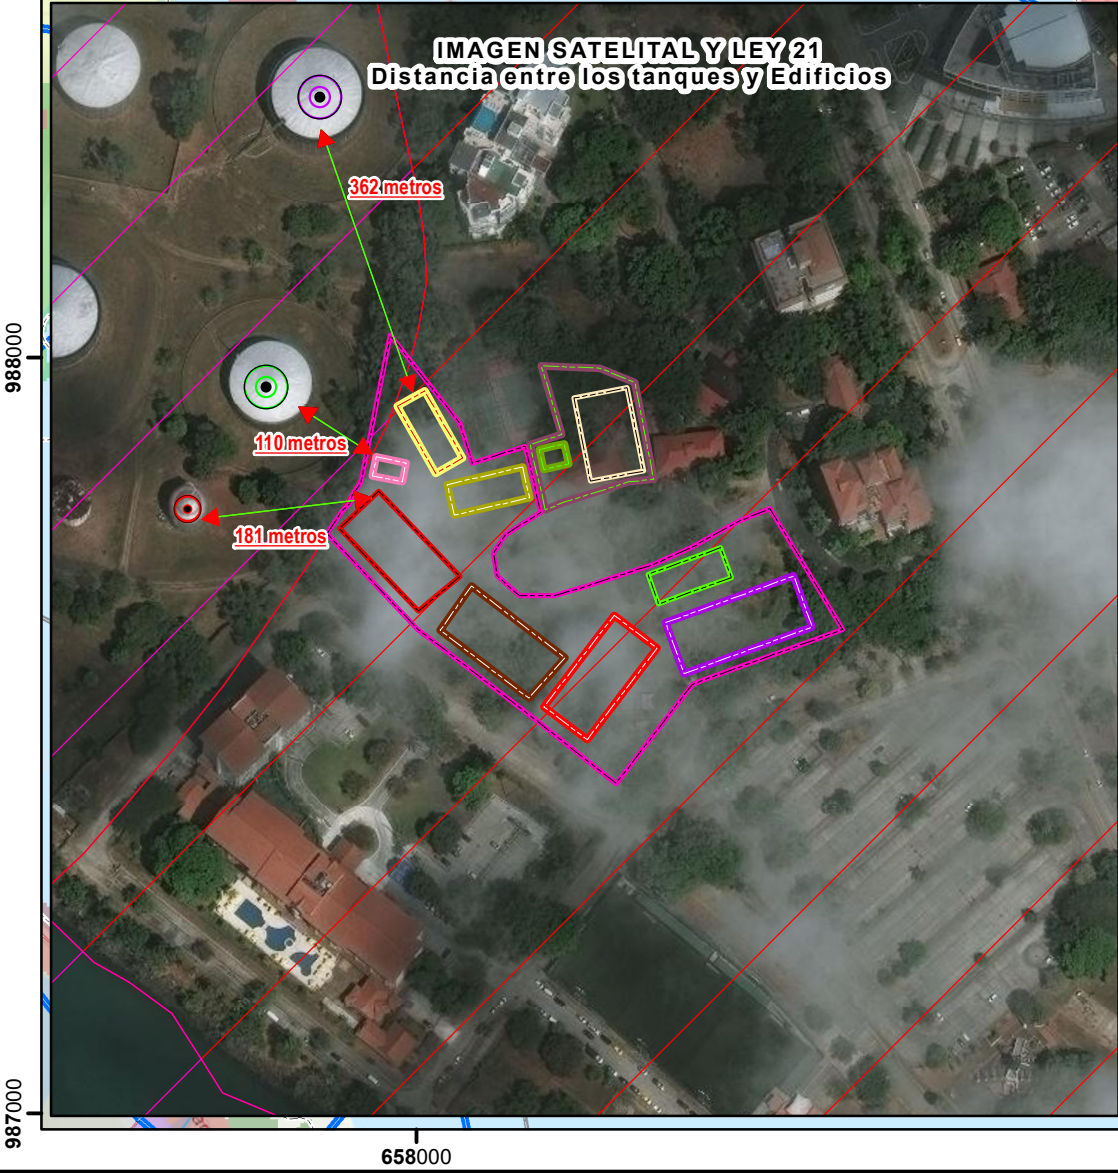 IMAGEN SATELITAL Y LEY 21
Distancia entre los tanques y Edificios
362 metros
988000
110 metros
181 metros
987000
658000